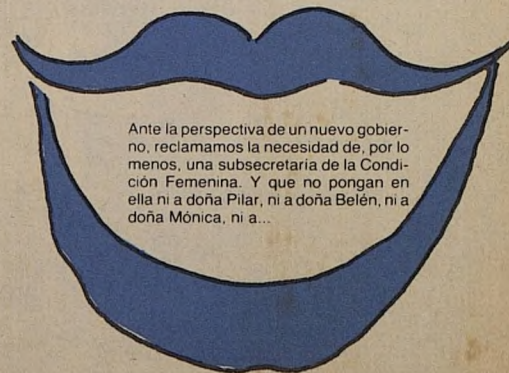 Ante la perspectiva de un nuevo gobier-
no, reclamamos la necesidad de, por lo
menos, una subsecretaría de la Condi-
ción Femenina. Y que no pongan en
ella ni a doña Pilar, ni a doña Belén, ni a
doña Mónica, ni a...